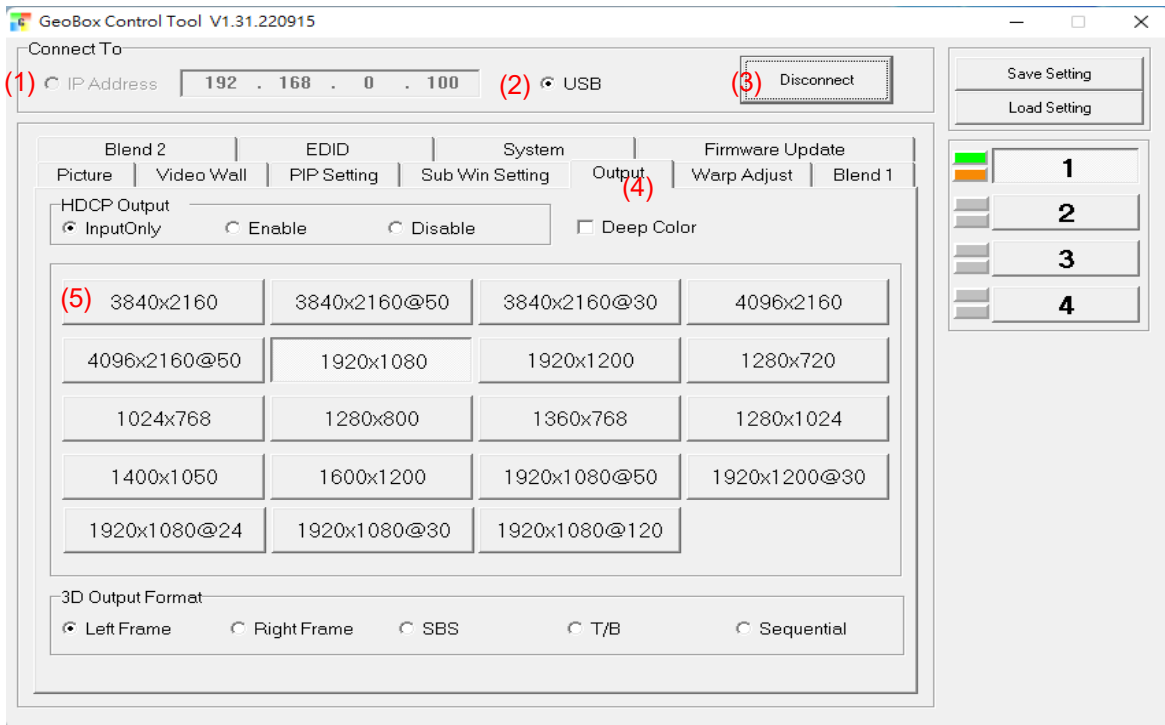 GeoBox Control Tool V1.31.220915
Connect To
(1) IP Address 192 . 168 . 0 . 100 (2) USB (3) Disconnect
Save Setting
Load Setting
Blend 2 EDID System Firmware Update
Picture Video Wall PIP Setting Sub Win Setting Output (4) Warp Adjust Blend 1
HDCP Output
InputOnly Enable Disable Deep Color
(5) 3840x2160 3840x2160@50 3840x2160@30 4096x2160
4096x2160@50 1920x1080 1920x1200 1280x720
1024x768 1280x800 1360x768 1280x1024
1400x1050 1600x1200 1920x1080@50 1920x1200@30
1920x1080@24 1920x1080@30 1920x1080@120
3D Output Format
Left Frame Right Frame SBS T/B Sequential
1
2
3
4